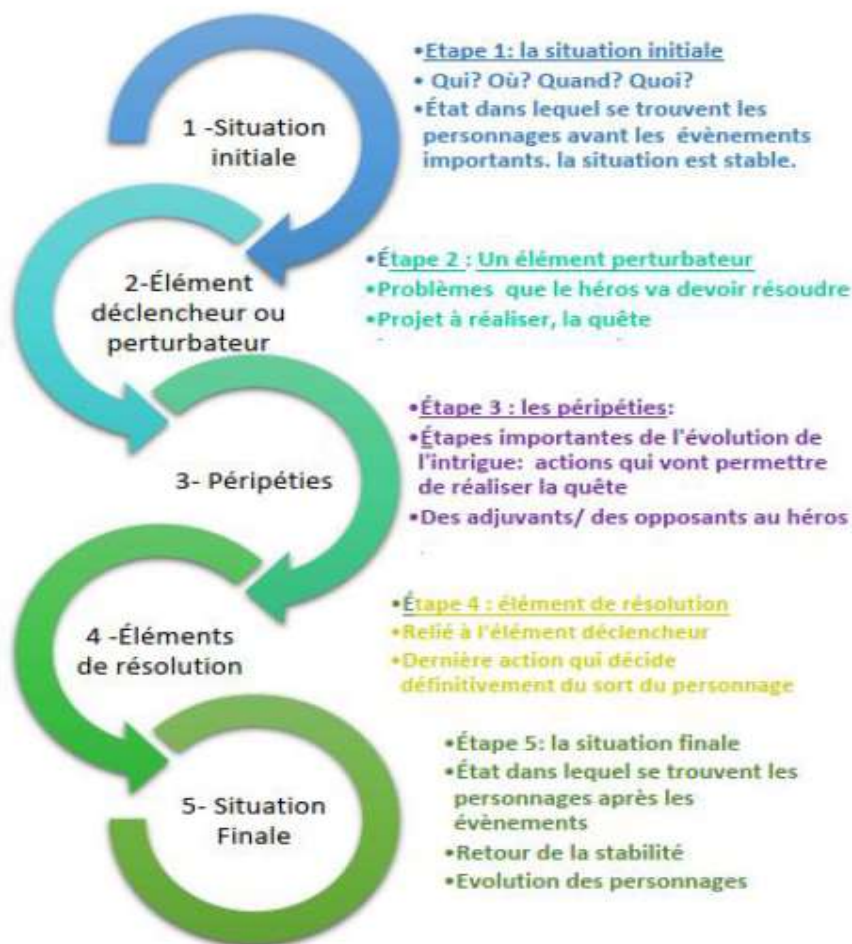 1 -Situation
initiale
•Etape 1: la situation initiale
• Qui? Où? Quand? Quoi?
•État dans lequel se trouvent les
personnages avant les évènements
importants. la situation est stable.
2-Élément
déclencheur ou
perturbateur
•Étape 2 : Un élément perturbateur
•Problèmes que le héros va devoir résoudre
•Projet à réaliser, la quête
3- Péripéties
•Étape 3 : les péripéties:
•Étapes importantes de l'évolution de
l'intrigue: actions qui vont permettre
de réaliser la quête
•Des adjuvants/ des opposants au héros
4 -Éléments
de résolution
•Étape 4 : élément de résolution
•Relié à l'élément déclencheur
•Dernière action qui décide
définitivement du sort du personnage
5- Situation
Finale
•Étape 5: la situation finale
•État dans lequel se trouvent les
personnages après les
évènements
•Retour de la stabilité
•Evolution des personnages